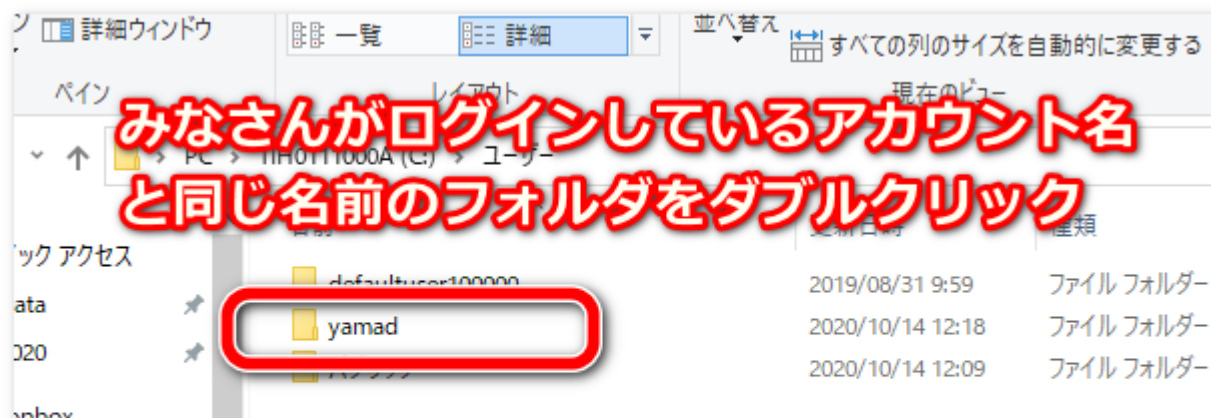 詳細ウィンドウ
一覧
詳細
並べ替え
すべての列のサイズを自動的に変更する
ペイン
レイアウト
現在のビュー
みなさんがログインしているアカウント名
と同じ名前のフォルダをダブルクリック
PC > TIH0111000A (C:) > ユーザー
名前
更新日時
種類
defaultuser100000
2019/08/31 9:59
ファイル フォルダー
yamad
2020/10/14 12:18
ファイル フォルダー
パブリック
2020/10/14 12:09
ファイル フォルダー
ック アクセス
ata
020